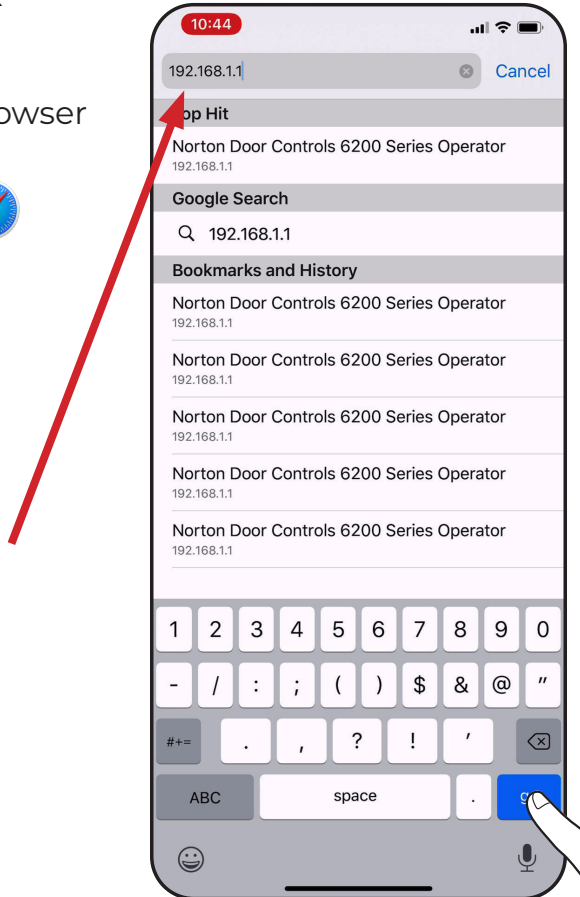 10:44
192.168.1.1
Cancel
owser
op Hit
Norton Door Controls 6200 Series Operator
192.168.1.1
Google Search
192.168.1.1
Bookmarks and History
Norton Door Controls 6200 Series Operator
192.168.1.1
Norton Door Controls 6200 Series Operator
192.168.1.1
Norton Door Controls 6200 Series Operator
192.168.1.1
Norton Door Controls 6200 Series Operator
192.168.1.1
Norton Door Controls 6200 Series Operator
192.168.1.1
1 2 3 4 5 6 7 8 9 0
- / : ; ( ) $ & @ "
#+= . , ? ! '
ABC space . g